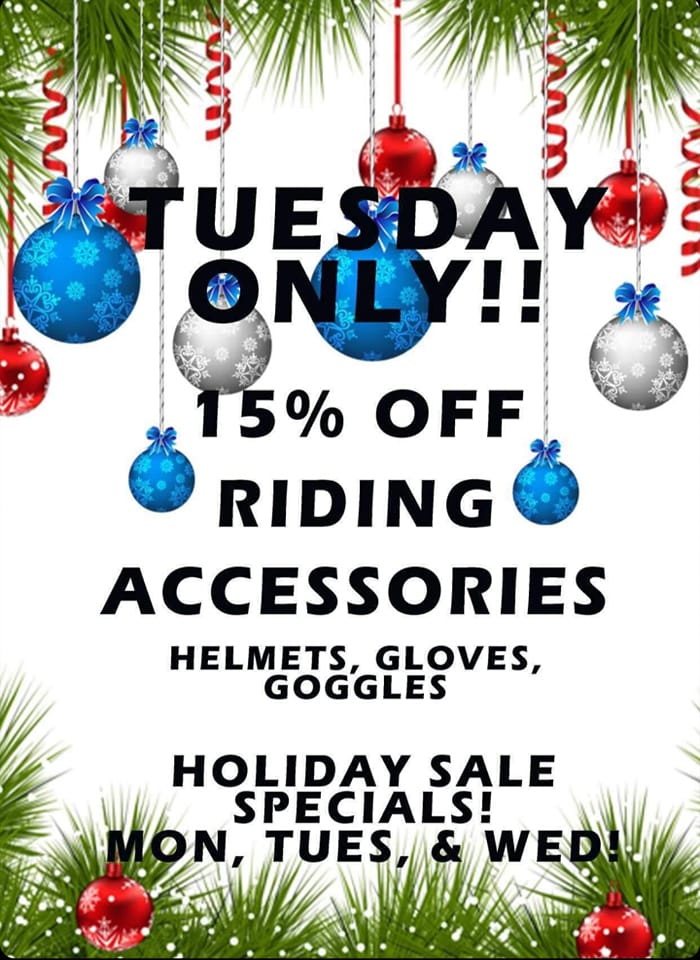 TUESDAY
ONLY!!
15% OFF
RIDING
ACCESSORIES
HELMETS, GLOVES,
GOGGLES
HOLIDAY SALE
SPECIALS!
MON, TUES, & WED!